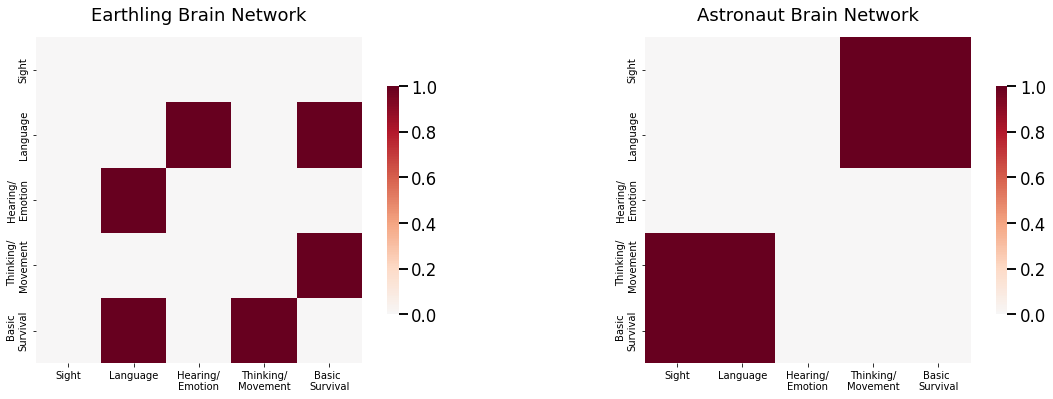 Earthling Brain Network
Sight
Language
Hearing/
Emotion
Thinking/
Movement
Basic
Survival
Sight
Language
Hearing/
Emotion
Thinking/
Movement
Basic
Survival
1.0
0.8
0.6
0.4
0.2
0.0
Astronaut Brain Network
Sight
Language
Hearing/
Emotion
Thinking/
Movement
Basic
Survival
Sight
Language
Hearing/
Emotion
Thinking/
Movement
Basic
Survival
1.0
0.8
0.6
0.4
0.2
0.0